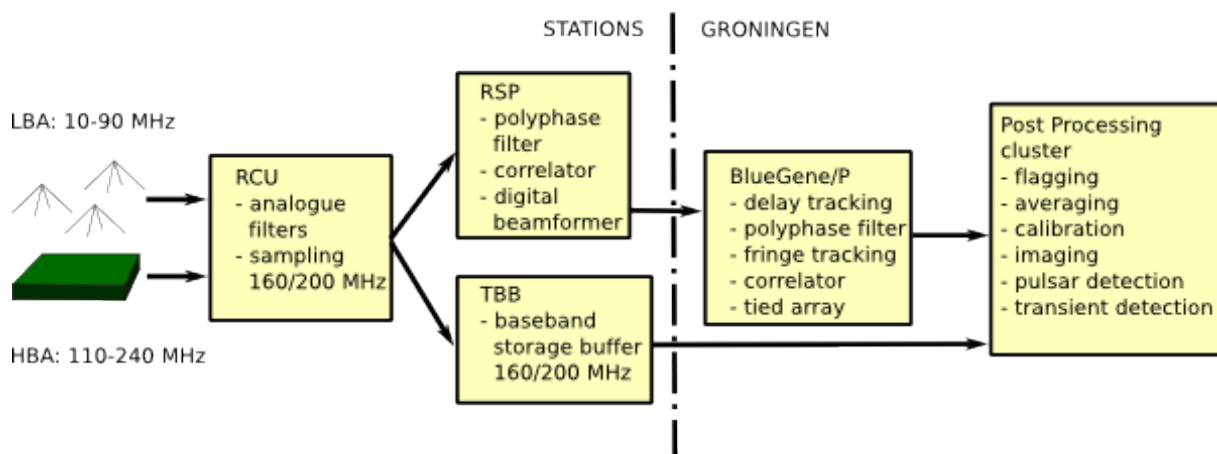 STATIONS
GRONINGEN
LBA: 10-90 MHz
HBA: 110-240 MHz
RCU
- analogue
filters
- sampling
160/200 MHz
RSP
- polyphase
filter
- correlator
- digital
beamformer
TBB
- baseband
storage buffer
160/200 MHz
BlueGene/P
- delay tracking
- polyphase filter
- fringe tracking
- correlator
- tied array
Post Processing
cluster
- flagging
- averaging
- calibration
- imaging
- pulsar detection
- transient detection